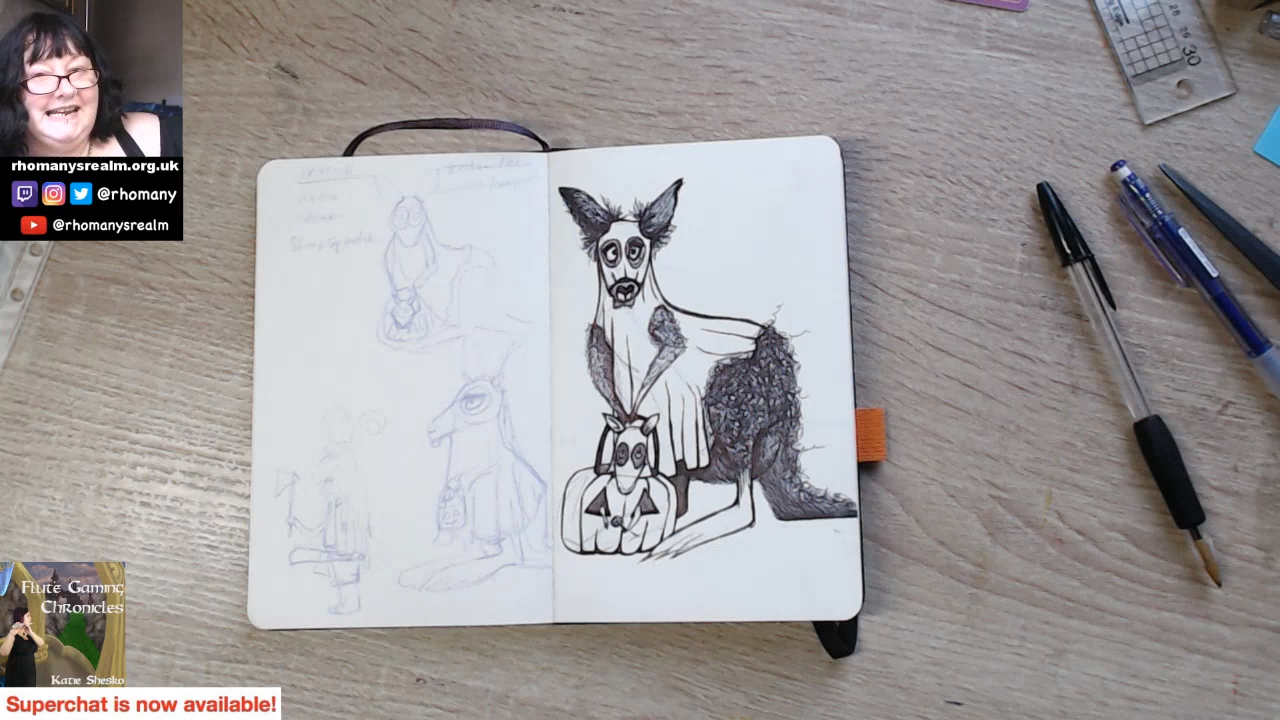 rhomanysrealm.org.uk
@rhomany
@rhomanysrealm
Flute Gaming
Chronicles
Katie Shesko
Superchat is now available!
30